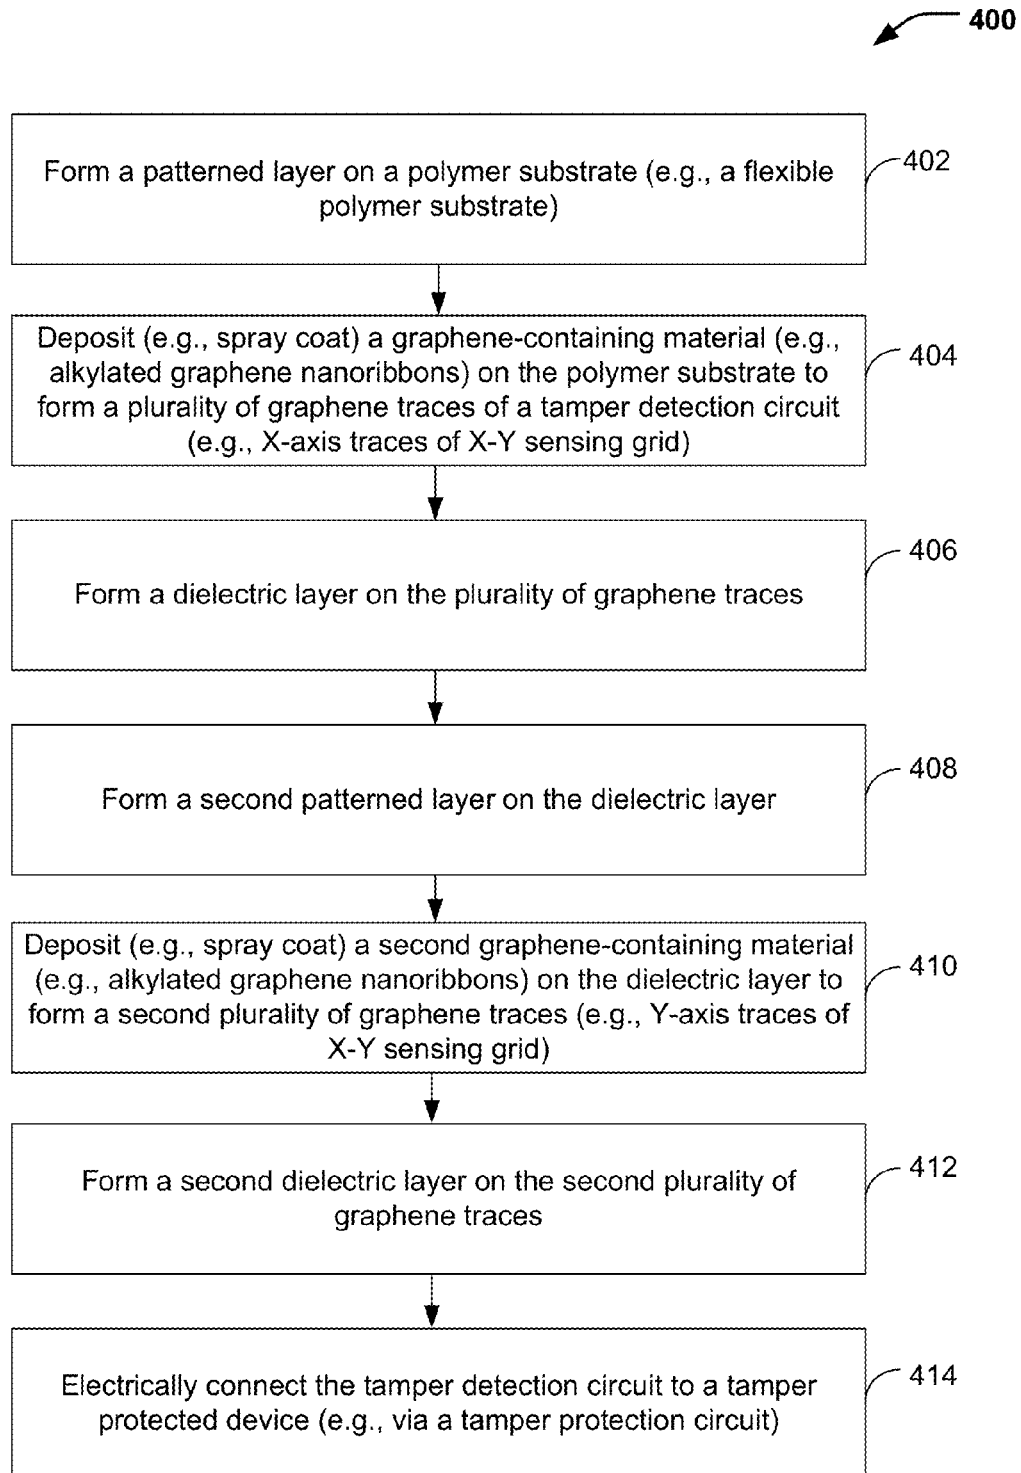 400
Form a patterned layer on a polymer substrate (e.g., a flexible
polymer substrate)
402
Deposit (e.g., spray coat) a graphene-containing material (e.g.,
alkylated graphene nanoribbons) on the polymer substrate to
form a plurality of graphene traces of a tamper detection circuit
(e.g., X-axis traces of X-Y sensing grid)
404
Form a dielectric layer on the plurality of graphene traces
406
Form a second patterned layer on the dielectric layer
408
Deposit (e.g., spray coat) a second graphene-containing material
(e.g., alkylated graphene nanoribbons) on the dielectric layer to
form a second plurality of graphene traces (e.g., Y-axis traces of
X-Y sensing grid)
410
Form a second dielectric layer on the second plurality of
graphene traces
412
Electrically connect the tamper detection circuit to a tamper
protected device (e.g., via a tamper protection circuit)
414